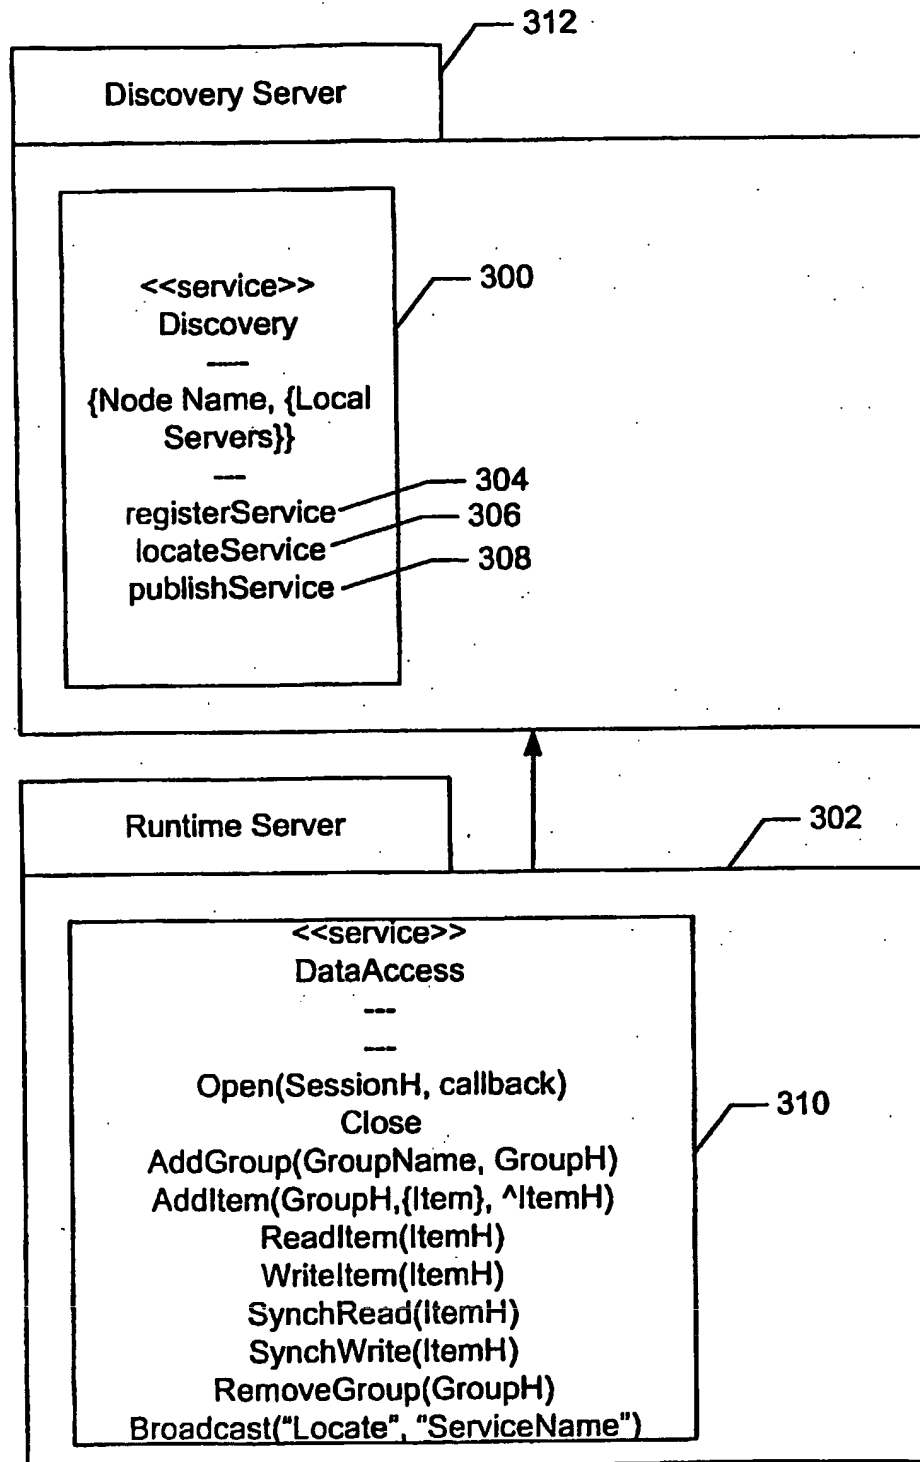 312
Discovery Server
<<service>>
300
Discovery
----
{Node Name, {Local
Servers}}
---
304
registerService
306
locateService
308
publishService
Runtime Server
302
<<service>>
DataAccess
---
---
Open(SessionH, callback)
310
Close
AddGroup(GroupName, GroupH)
AddItem(GroupH,{Item}, ^ItemH)
ReadItem(ItemH)
WriteItem(ItemH)
SynchRead(ItemH)
SynchWrite(ItemH)
RemoveGroup(GroupH)
Broadcast("Locate", "ServiceName")